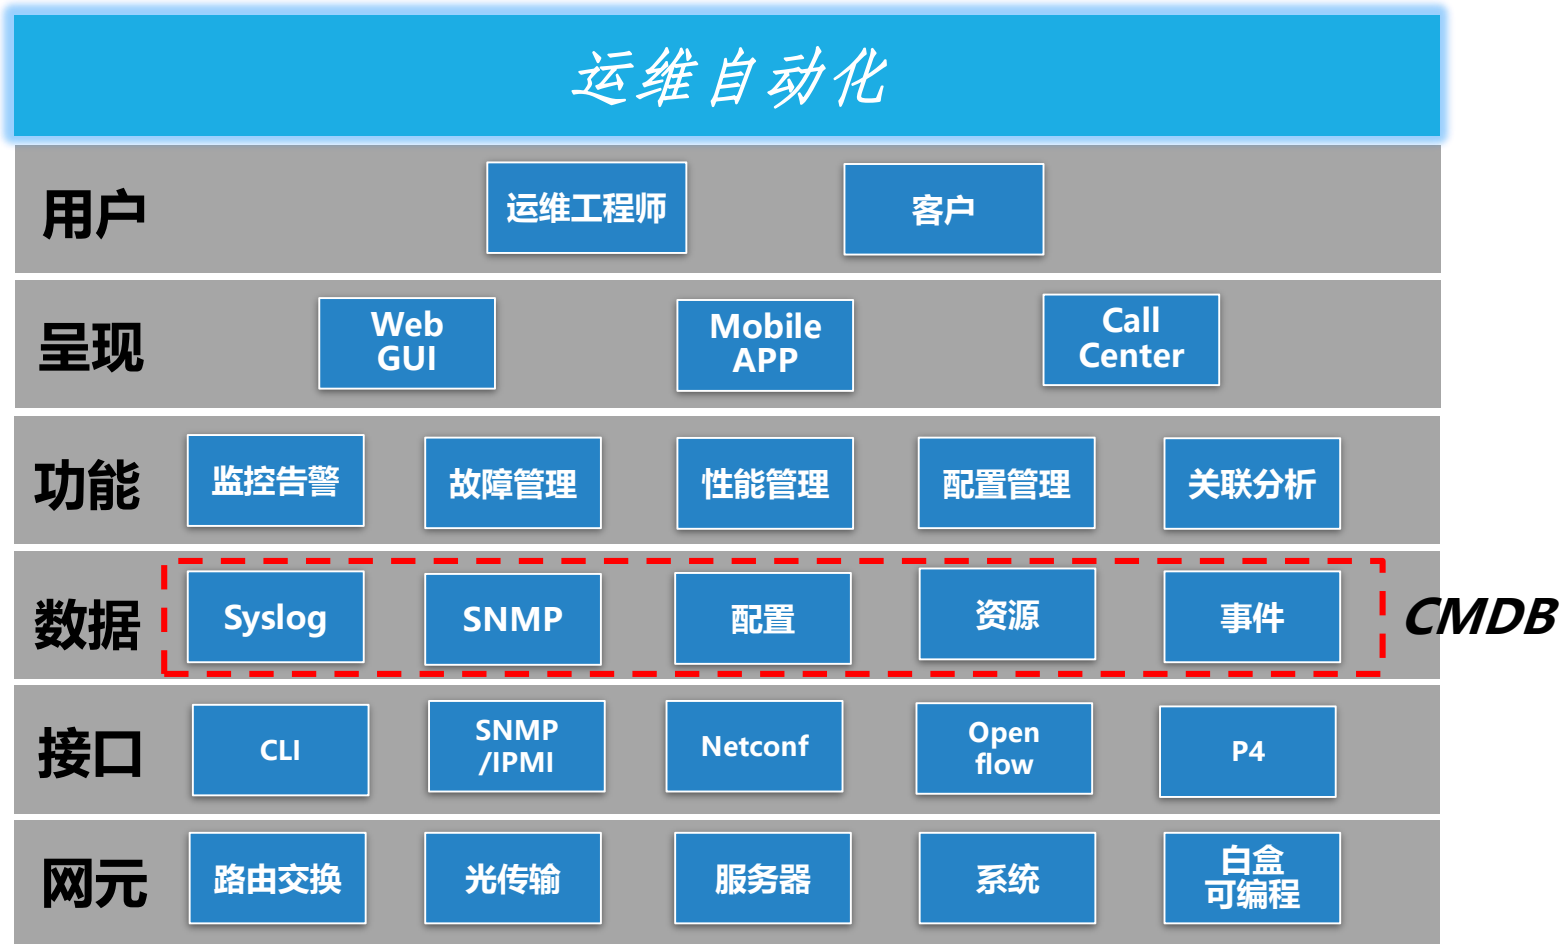 运维自动化
用户
运维工程师
客户
呈现
Web
GUI
Mobile
APP
Call
Center
功能
监控告警
故障管理
性能管理
配置管理
关联分析
数据
Syslog
SNMP
配置
资源
事件
CMDB
接口
CLI
SNMP
/IPMI
Netconf
Open
flow
P4
网元
路由交换
光传输
服务器
系统
白盒
可编程